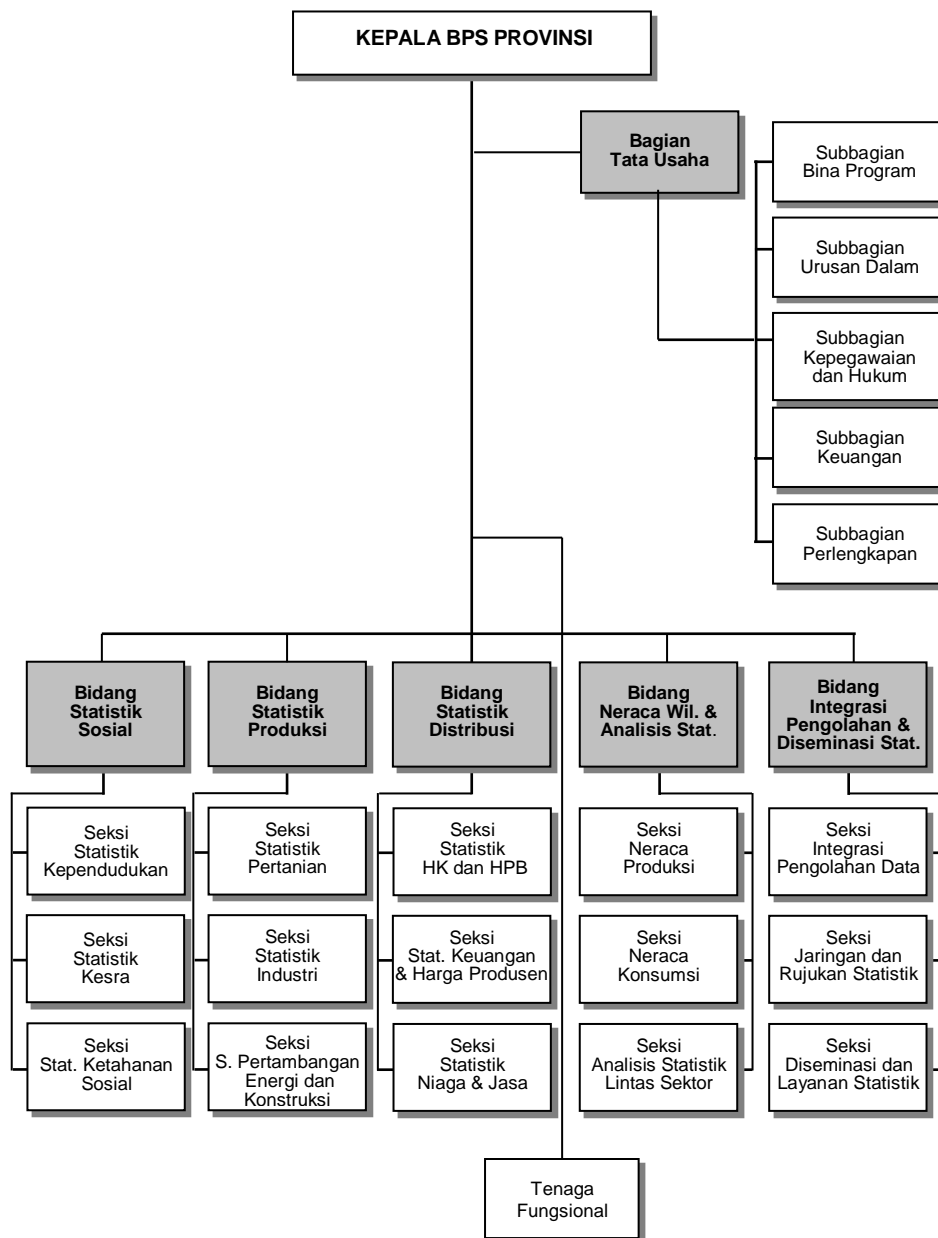 KEPALA BPS PROVINSI
Bagian
Tata Usaha
Subbagian
Bina Program
Subbagian
Urusan Dalam
Subbagian
Kepegawaian
dan Hukum
Subbagian
Keuangan
Subbagian
Perlengkapan
Bidang
Statistik
Sosial
Bidang
Statistik
Produksi
Bidang
Statistik
Distribusi
Bidang
Neraca Wil. &
Analisis Stat.
Bidang
Integrasi
Pengolahan &
Diseminasi Stat.
Seksi
Statistik
Kependudukan
Seksi
Statistik
Pertanian
Seksi
Statistik
HK dan HPB
Seksi
Neraca
Produksi
Seksi
Integrasi
Pengolahan Data
Seksi
Statistik
Kesra
Seksi
Statistik
Industri
Seksi
Stat. Keuangan
& Harga Produsen
Seksi
Neraca
Konsumsi
Seksi
Jaringan dan
Rujukan Statistik
Seksi
Stat. Ketahanan
Sosial
Seksi
S. Pertambangan
Energi dan
Konstruksi
Seksi
Statistik
Niaga & Jasa
Seksi
Analisis Statistik
Lintas Sektor
Seksi
Diseminasi dan
Layanan Statistik
Tenaga
Fungsional